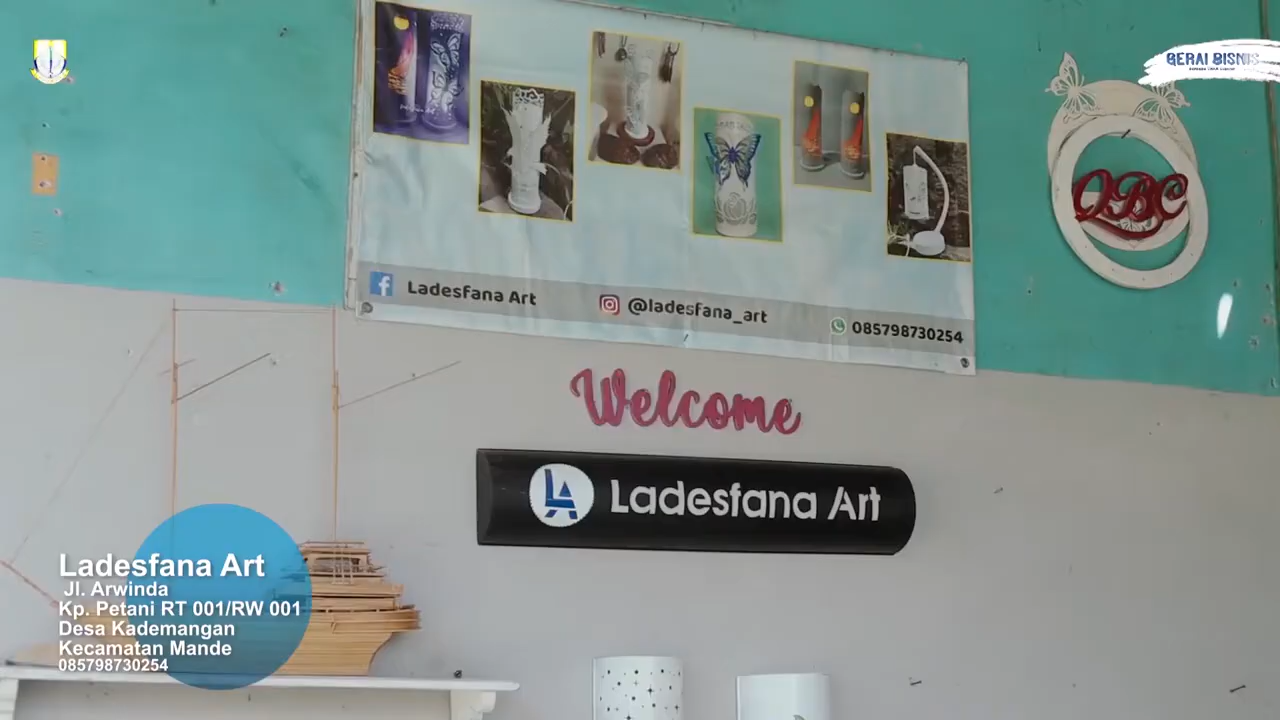 GERAI BISNIS
Ladesfana Art
@ladesfana_art
085798730254
QBC
Welcome
LA
Ladesfana Art
Ladesfana Art
Jl. Arwinda
Kp. Petani RT 001/RW 001
Desa Kademangan
Kecamatan Mande
085798730254